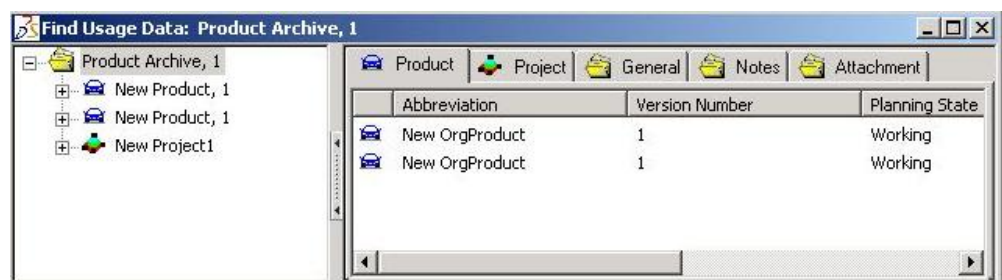 Find Usage Data: Product Archive, 1
Product Archive, 1
New Product, 1
New Product, 1
New Project1
Product Project General Notes Attachment
Abbreviation Version Number Planning State
New OrgProduct 1 Working
New OrgProduct 1 Working